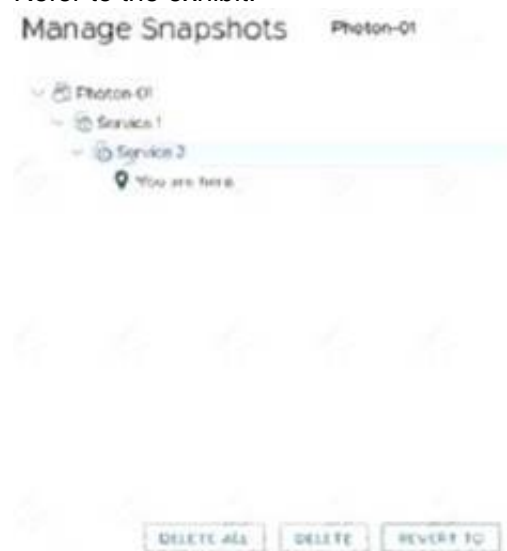 Refer to the exhibit.
Manage Snapshots Photon-01
Photon-01
Service 1
Service 2
You are here
DELETE ALL DELETE REVERT TO